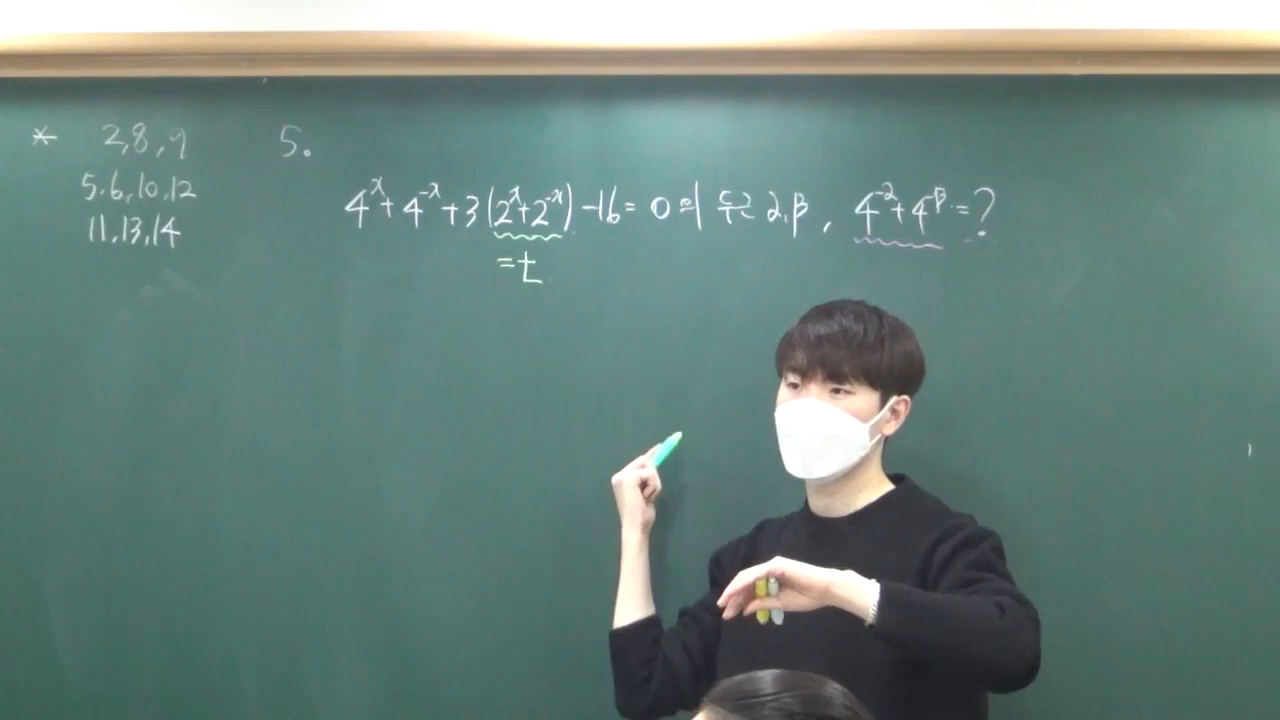 * 2,8,9
5.6,10,12
11,13,14
5.
4^x+4^-x+3(2^x+2^-x)-16=0의 두근 α,β, 4^-α+4^-β=?
=t